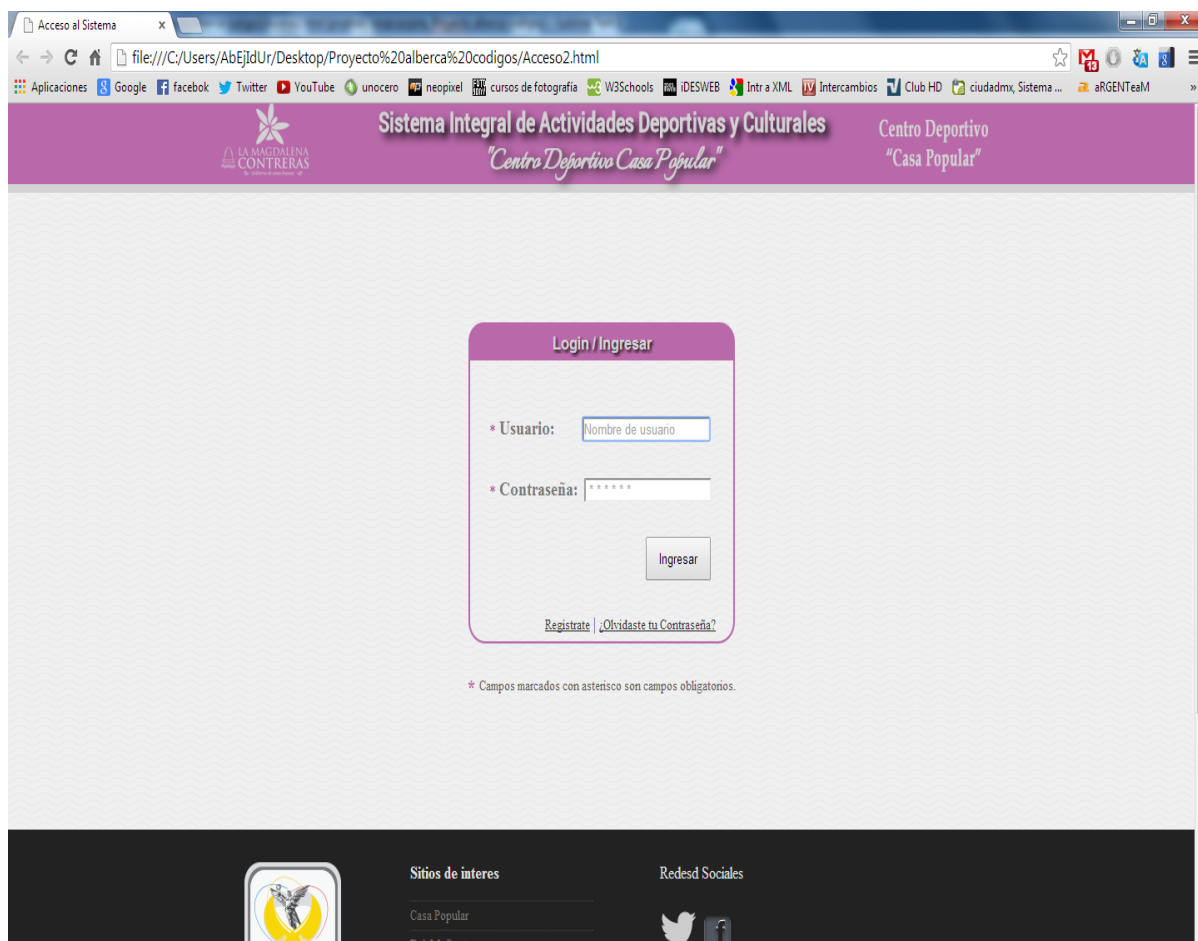 Acceso al Sistema
file:///C:/Users/AbEjIdUr/Desktop/Proyecto%20alberca%20codigos/Acceso2.html
13
Aplicaciones Google facebok Twitter YouTube unocero neopixel cursos de fotografía W3Schools iDESWEB Intr a XML Intercambios Club HD ciudadmx, Sistema ... aRGENTeaM »
LA MAGDALENA
CONTRERAS
Sistema Integral de Actividades Deportivas y Culturales
"Centro Deportivo Casa Popular"
Centro Deportivo
“Casa Popular”
Login / Ingresar
* Usuario: Nombre de usuario
* Contraseña: ******
Ingresar
Registrate | ¿Olvidaste tu Contraseña?
* Campos marcados con asterisco son campos obligatorios.
Sitios de interes
Casa Popular
Redesd Sociales